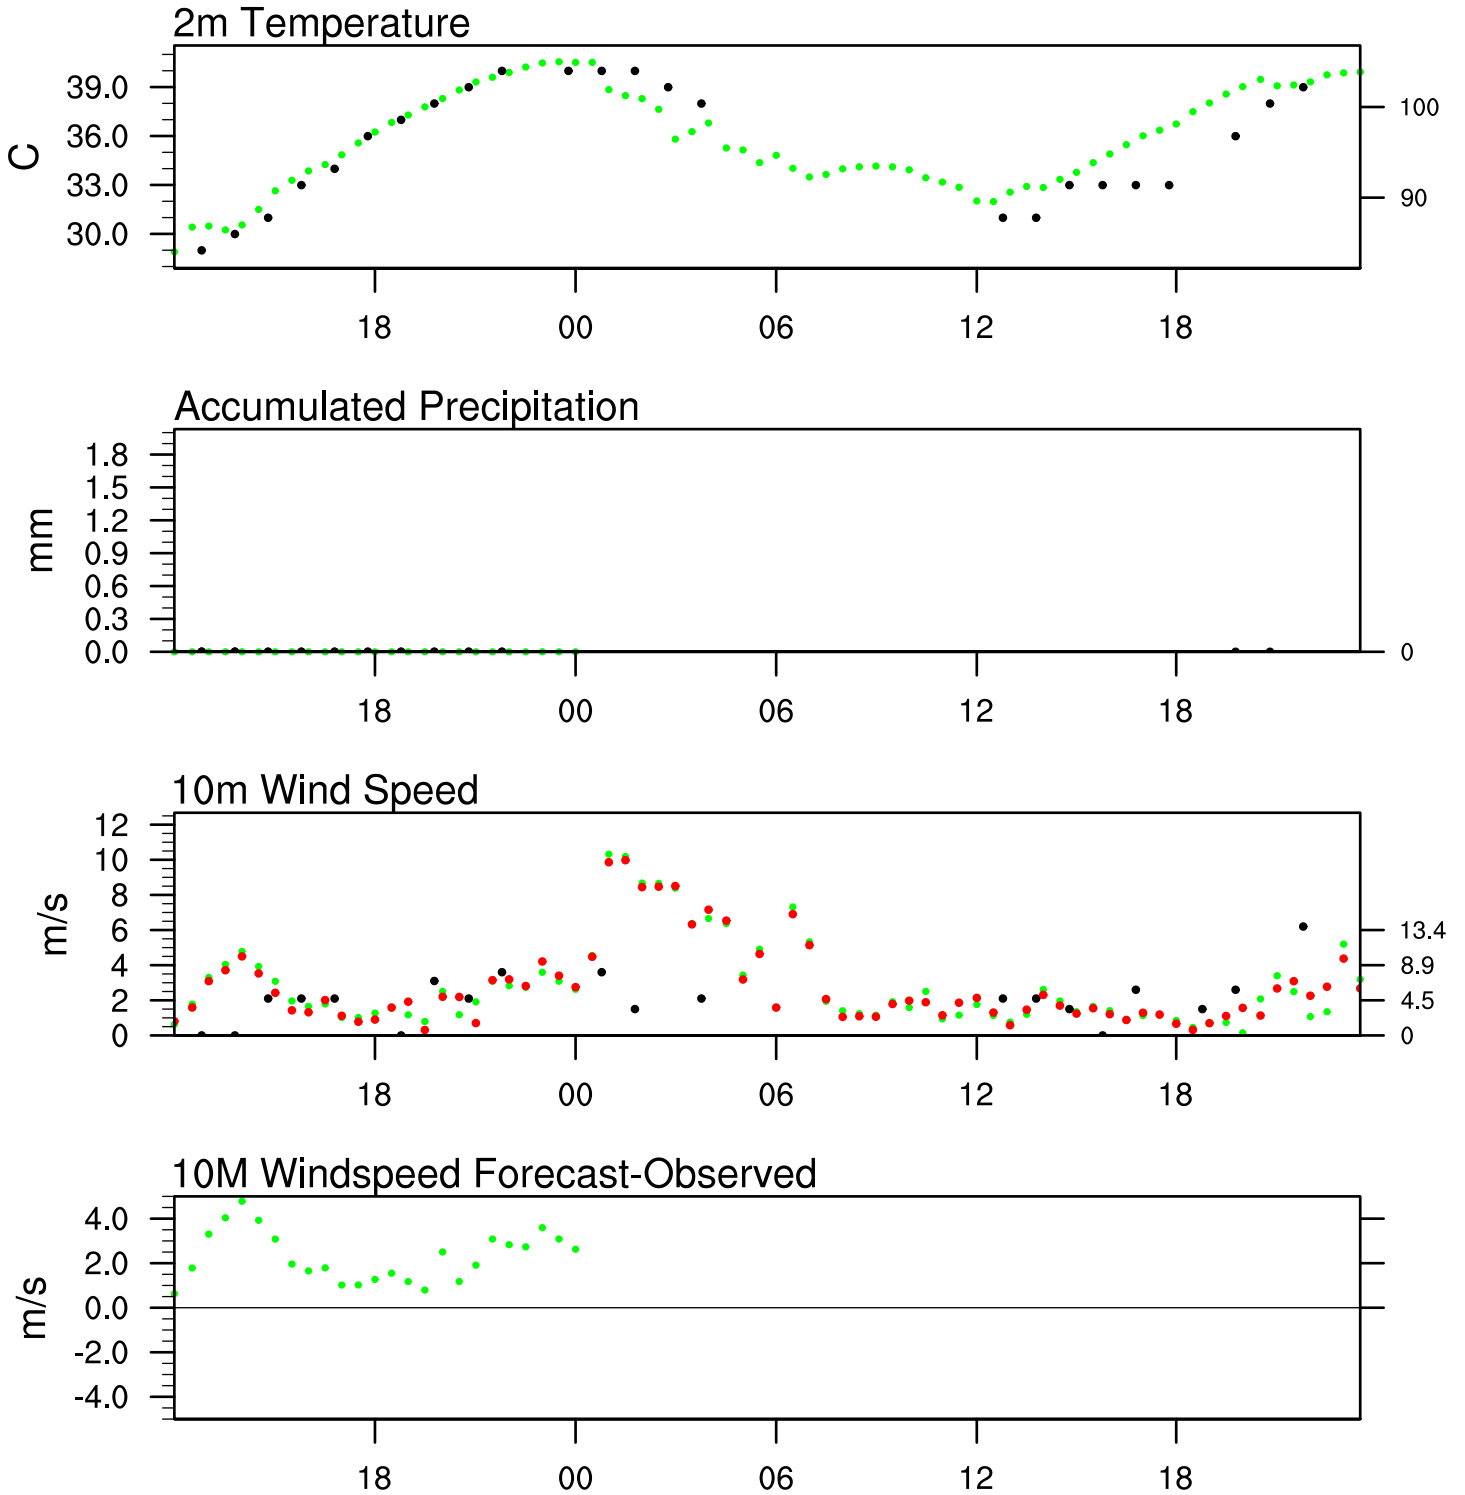 2m Temperature
C
39.0
36.0
33.0
30.0
100
90
18 00 06 12 18
Accumulated Precipitation
mm
1.8
1.5
1.2
0.9
0.6
0.3
0.0
0
18 00 06 12 18
10m Wind Speed
m/s
12
10
8
6
4
2
0
13.4
8.9
4.5
0
18 00 06 12 18
10M Windspeed Forecast-Observed
m/s
4.0
2.0
0.0
-2.0
-4.0
18 00 06 12 18